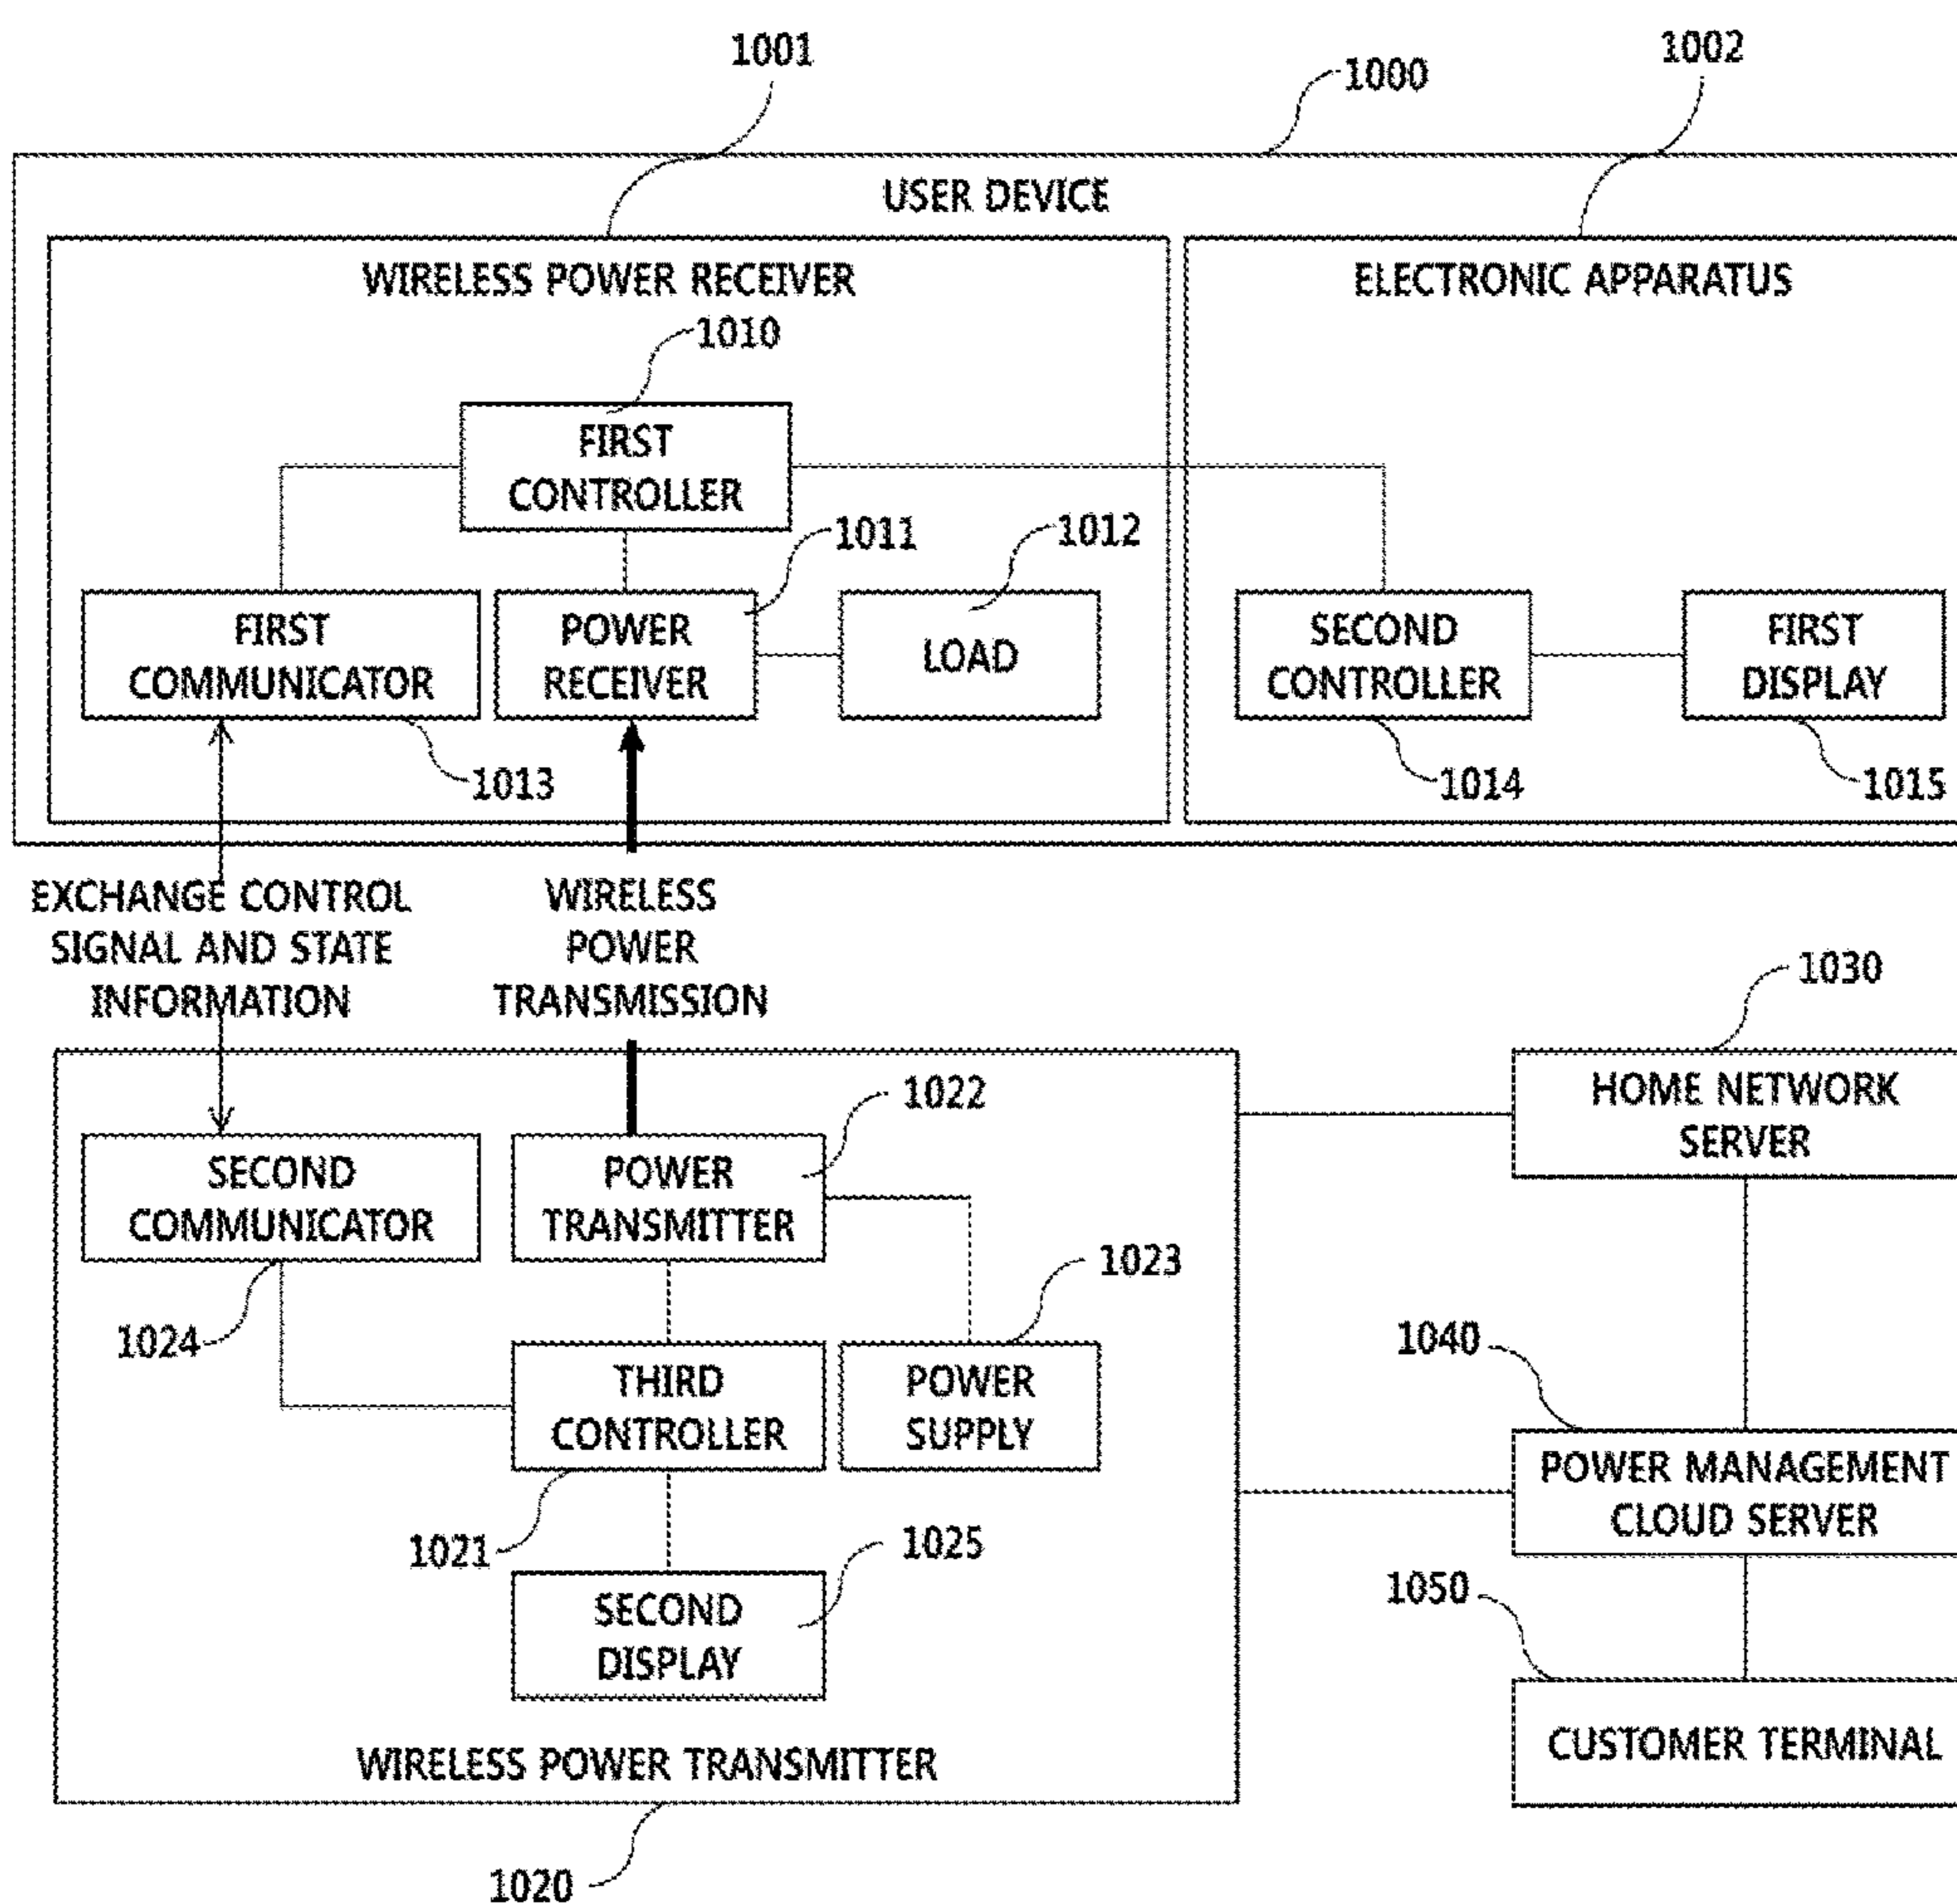 1001
1000
1002
USER DEVICE
WIRELESS POWER RECEIVER
ELECTRONIC APPARATUS
1010
FIRST
CONTROLLER
1011
1012
FIRST
COMMUNICATOR
POWER
RECEIVER
LOAD
SECOND
CONTROLLER
FIRST
DISPLAY
1013
1014
1015
EXCHANGE CONTROL
SIGNAL AND STATE
INFORMATION
WIRELESS
POWER
TRANSMISSION
1030
HOME NETWORK
SERVER
1022
SECOND
COMMUNICATOR
POWER
TRANSMITTER
1023
1024
THIRD
CONTROLLER
POWER
SUPPLY
1040
POWER MANAGEMENT
CLOUD SERVER
1021
1025
SECOND
DISPLAY
1050
CUSTOMER TERMINAL
WIRELESS POWER TRANSMITTER
1020